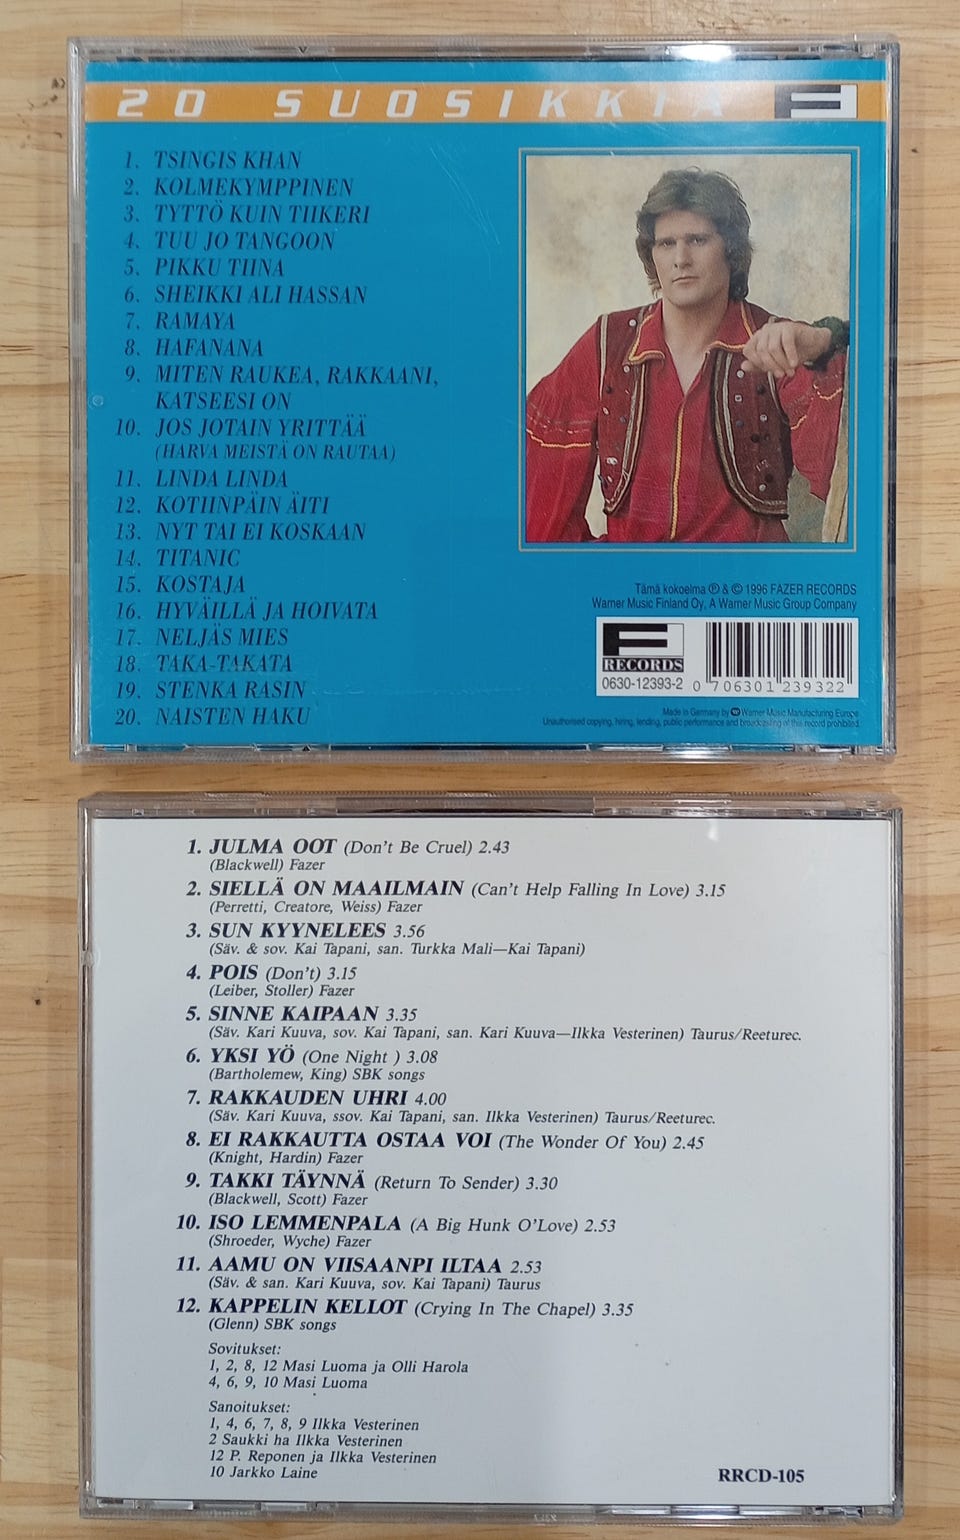 20 SUOSIKKIA F
1. TSINGIS KHAN
2. KOLMEKYMPPINEN
3. TYTTÖ KUIN TIIKERI
4. TUU JO TANGOON
5. PIKKU TIINA
6. SHEIKKI ALI HASSAN
7. RAMAYA
8. HAFANANA
9. MITEN RAUKEA, RAKKAANI,
KATSEESI ON
10. JOS JOTAIN YRITTÄÄ
(HARVA MEISTÄ ON RAUTAA)
11. LINDA LINDA
12. KOTIINPÄIN ÄITI
13. NYT TAI EI KOSKAAN
14. TITANIC
15. KOSTAJA
16. HYVÄILLÄ JA HOIVATA
17. NELJÄS MIES
18. TAKA-TAKATA
19. STENKA RASIN
20. NAISTEN HAKU
Tämä kokoelma ℗ & © 1996 FAZER RECORDS
Warner Music Finland Oy, A Warner Music Group Company
F
RECORDS
0630-12393-2
0 706301 239322
Made in Germany by Warner Music Manufacturing Europe
Unauthorised copying, hiring, lending, public performance and broadcasting of this record prohibited.
1. JULMA OOT (Don't Be Cruel) 2.43
(Blackwell) Fazer
2. SIELLÄ ON MAAILMAIN (Can't Help Falling In Love) 3.15
(Perretti, Creatore, Weiss) Fazer
3. SUN KYYNELEES 3.56
(Säv. & sov. Kai Tapani, san. Turkka Mali—Kai Tapani)
4. POIS (Don't) 3.15
(Leiber, Stoller) Fazer
5. SINNE KAIPAAN 3.35
(Säv. Kari Kuuva, sov. Kai Tapani, san. Kari Kuuva—Ilkka Vesterinen) Taurus/Reeturec.
6. YKSI YÖ (One Night ) 3.08
(Bartholemew, King) SBK songs
7. RAKKAUDEN UHRI 4.00
(Säv. Kari Kuuva, ssov. Kai Tapani, san. Ilkka Vesterinen) Taurus/Reeturec.
8. EI RAKKAUTTA OSTAA VOI (The Wonder Of You) 2.45
(Knight, Hardin) Fazer
9. TAKKI TÄYNNÄ (Return To Sender) 3.30
(Blackwell, Scott) Fazer
10. ISO LEMMENPALA (A Big Hunk O'Love) 2.53
(Shroeder, Wyche) Fazer
11. AAMU ON VIISAANPI ILTAA 2.53
(Säv. & san. Kari Kuuva, sov. Kai Tapani) Taurus
12. KAPPELIN KELLOT (Crying In The Chapel) 3.35
(Glenn) SBK songs
Sovitukset:
1, 2, 8, 12 Masi Luoma ja Olli Harola
4, 6, 9, 10 Masi Luoma
Sanoitukset:
1, 4, 6, 7, 8, 9 Ilkka Vesterinen
2 Saukki ha Ilkka Vesterinen
12 P. Reponen ja Ilkka Vesterinen
10 Jarkko Laine
RRCD-105